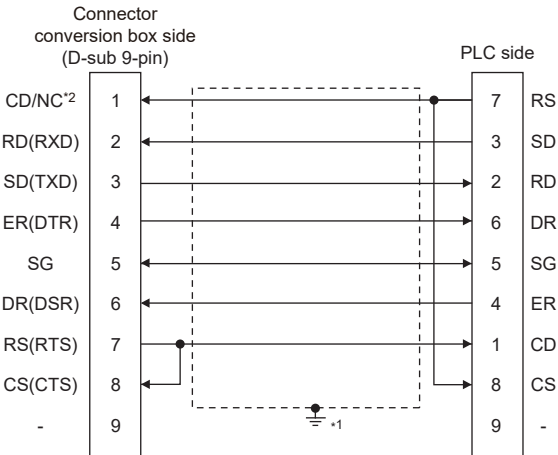 Connector
conversion box side
(D-sub 9-pin)
PLC side
CD/NC*2 1 7 RS
RD(RXD) 2 3 SD
SD(TXD) 3 2 RD
ER(DTR) 4 6 DR
SG 5 5 SG
DR(DSR) 6 4 ER
RS(RTS) 7 1 CD
CS(CTS) 8 8 CS
- 9 *1 9 -